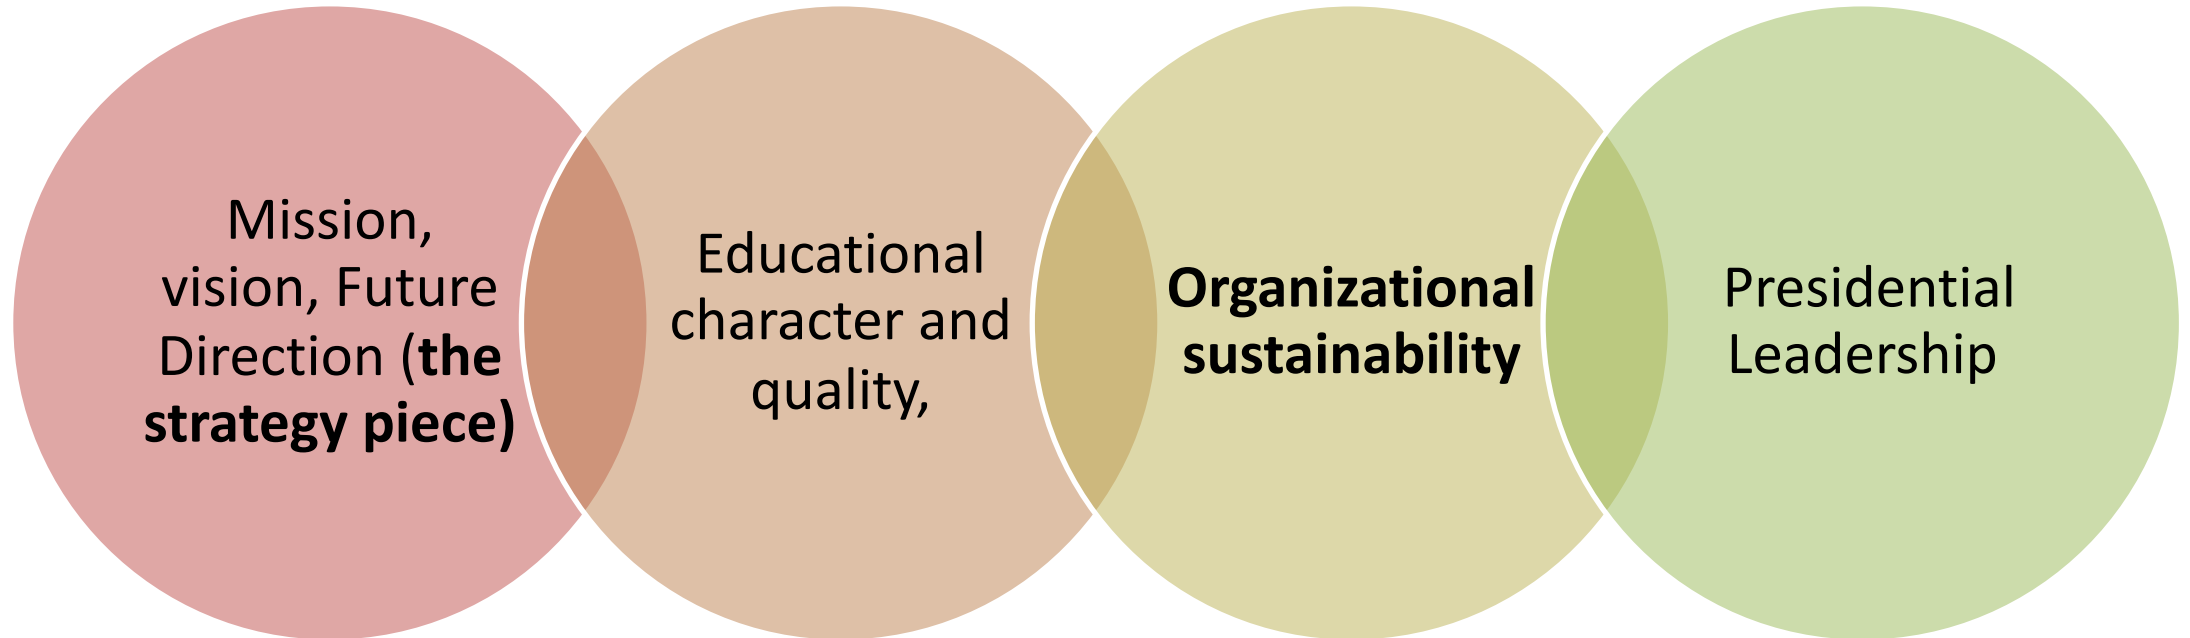 Mission,
vision, Future
Direction (the
strategy piece)
Educational
character and
quality,
Organizational
sustainability
Presidential
Leadership